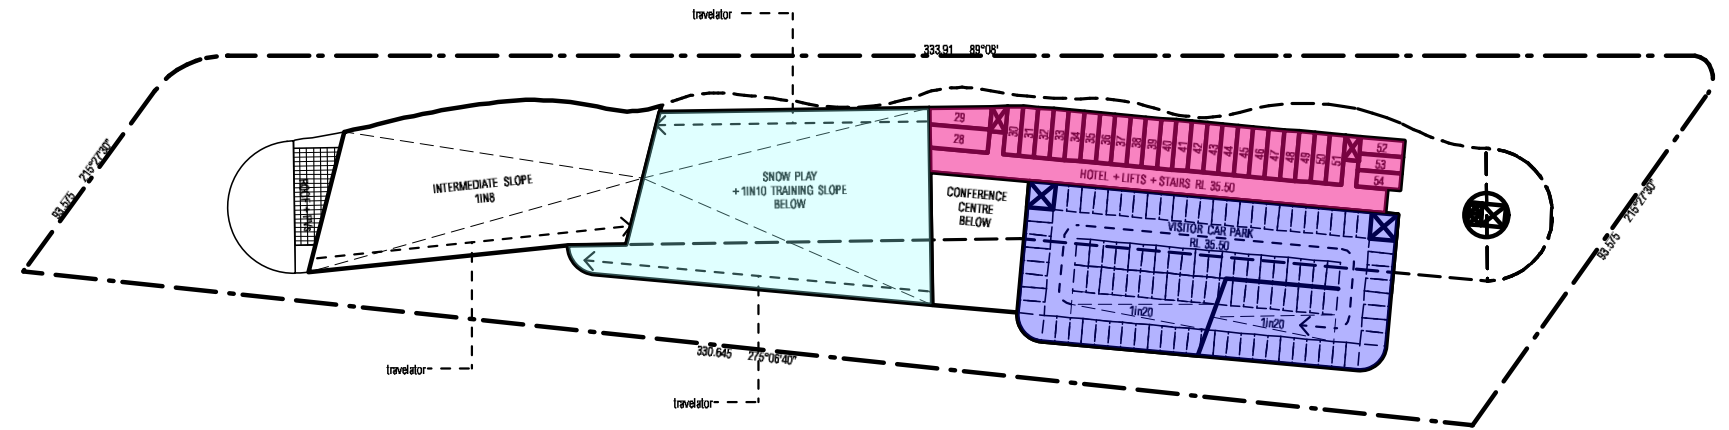 travelator
333.91 89°08'
93.575 215°27'30"
INTERMEDIATE SLOPE
1IN8
SNOW PLAY
+ 1IN10 TRAINING SLOPE
BELOW
CONFERENCE
CENTRE
BELOW
29
28
30
31
32
33
34
35
36
37
38
39
40
41
42
43
44
45
46
47
48
49
50
51
52
53
54
HOTEL + LIFTS + STAIRS RL 35.50
VISITOR CAR PARK
RL 35.50
1in20
1in20
93.575 215°27'30"
330.645 275°06'40"
travelator
travelator